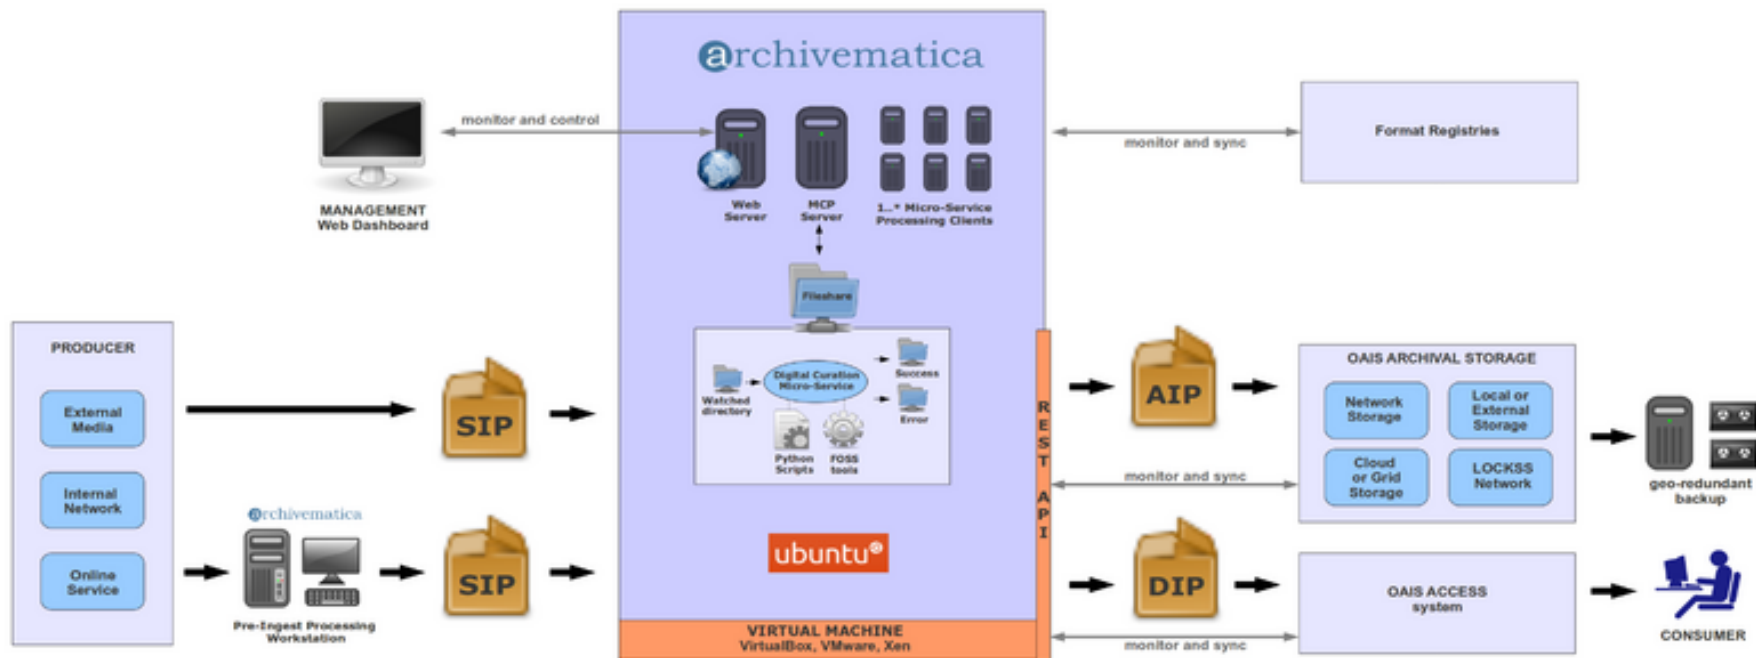 archivematica
monitor and control
monitor and sync
Format Registries
MANAGEMENT
Web Dashboard
Web
Server
MCP
Server
1..* Micro-Service
Processing Clients
Fileshare
PRODUCER
External
Media
Internal
Network
Online
Service
archivematica
Pre-Ingest Processing
Workstation
SIP
SIP
Watched
directory
Digital Curation
Micro-Service
Success
Error
Python
Scripts
FOSS
tools
ubuntu
VIRTUAL MACHINE
VirtualBox, VMware, Xen
REST API
AIP
monitor and sync
DIP
monitor and sync
OAIS ARCHIVAL STORAGE
Network
Storage
Local or
External
Storage
Cloud
or Grid
Storage
LOCKSS
Network
geo-redundant
backup
OAIS ACCESS
system
CONSUMER